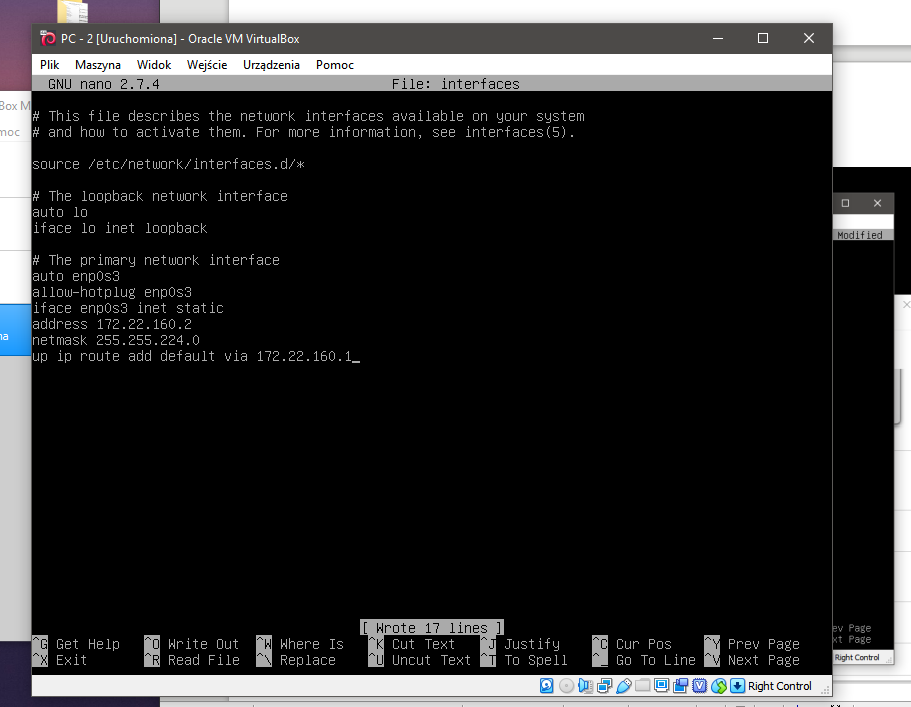 PC - 2 [Uruchomiona] - Oracle VM VirtualBox
Plik Maszyna Widok Wejście Urządzenia Pomoc
GNU nano 2.7.4 File: interfaces
# This file describes the network interfaces available on your system
# and how to activate them. For more information, see interfaces(5).
source /etc/network/interfaces.d/*
# The loopback network interface
auto lo
iface lo inet loopback
# The primary network interface
auto enp0s3
allow-hotplug enp0s3
iface enp0s3 inet static
address 172.22.160.2
netmask 255.255.224.0
up ip route add default via 172.22.160.1_
[ Wrote 17 lines ]
^G Get Help ^O Write Out ^W Where Is ^K Cut Text ^J Justify ^C Cur Pos ^Y Prev Page
^X Exit ^R Read File ^\ Replace ^U Uncut Text ^T To Spell ^_ Go To Line ^V Next Page
Right Control
Box M
moc
na
Modified
ev Page
xt Page
Right Control